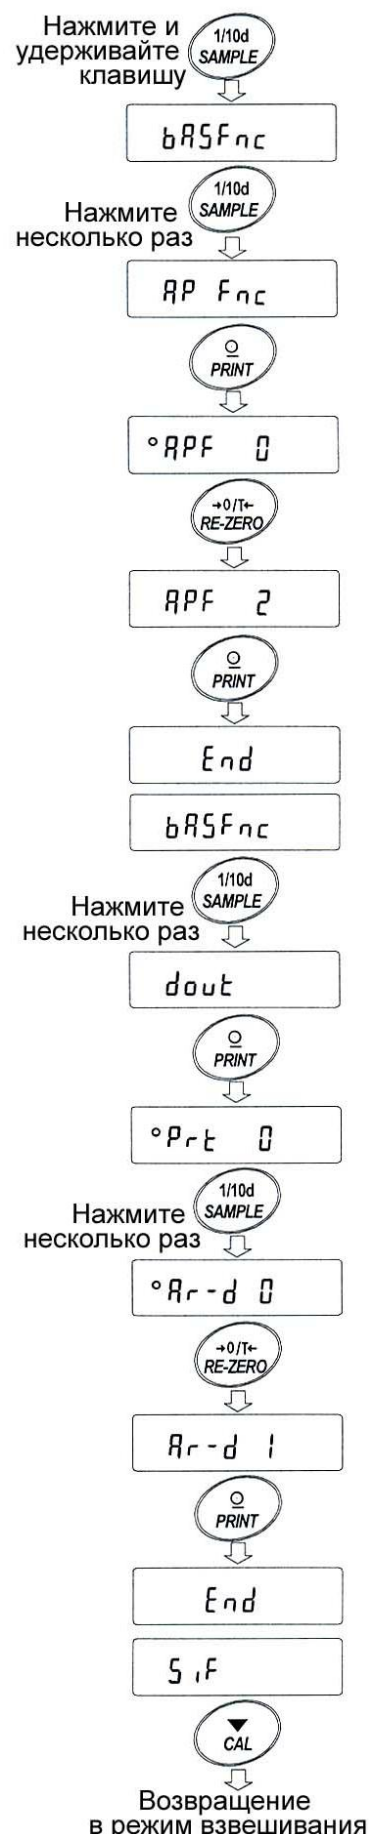 Нажмите и
удерживайте
клавишу
1/10d
SAMPLE
bASFnc
1/10d
SAMPLE
Нажмите
несколько раз
AP Fnc
PRINT
°APF 0
→0/T←
RE-ZERO
APF 2
PRINT
End
bASFnc
1/10d
SAMPLE
Нажмите
несколько раз
dout
PRINT
°Prt 0
1/10d
SAMPLE
Нажмите
несколько раз
°Ar-d 0
→0/T←
RE-ZERO
Ar-d 1
PRINT
End
SiF
CAL
Возвращение
в режим взвешивания